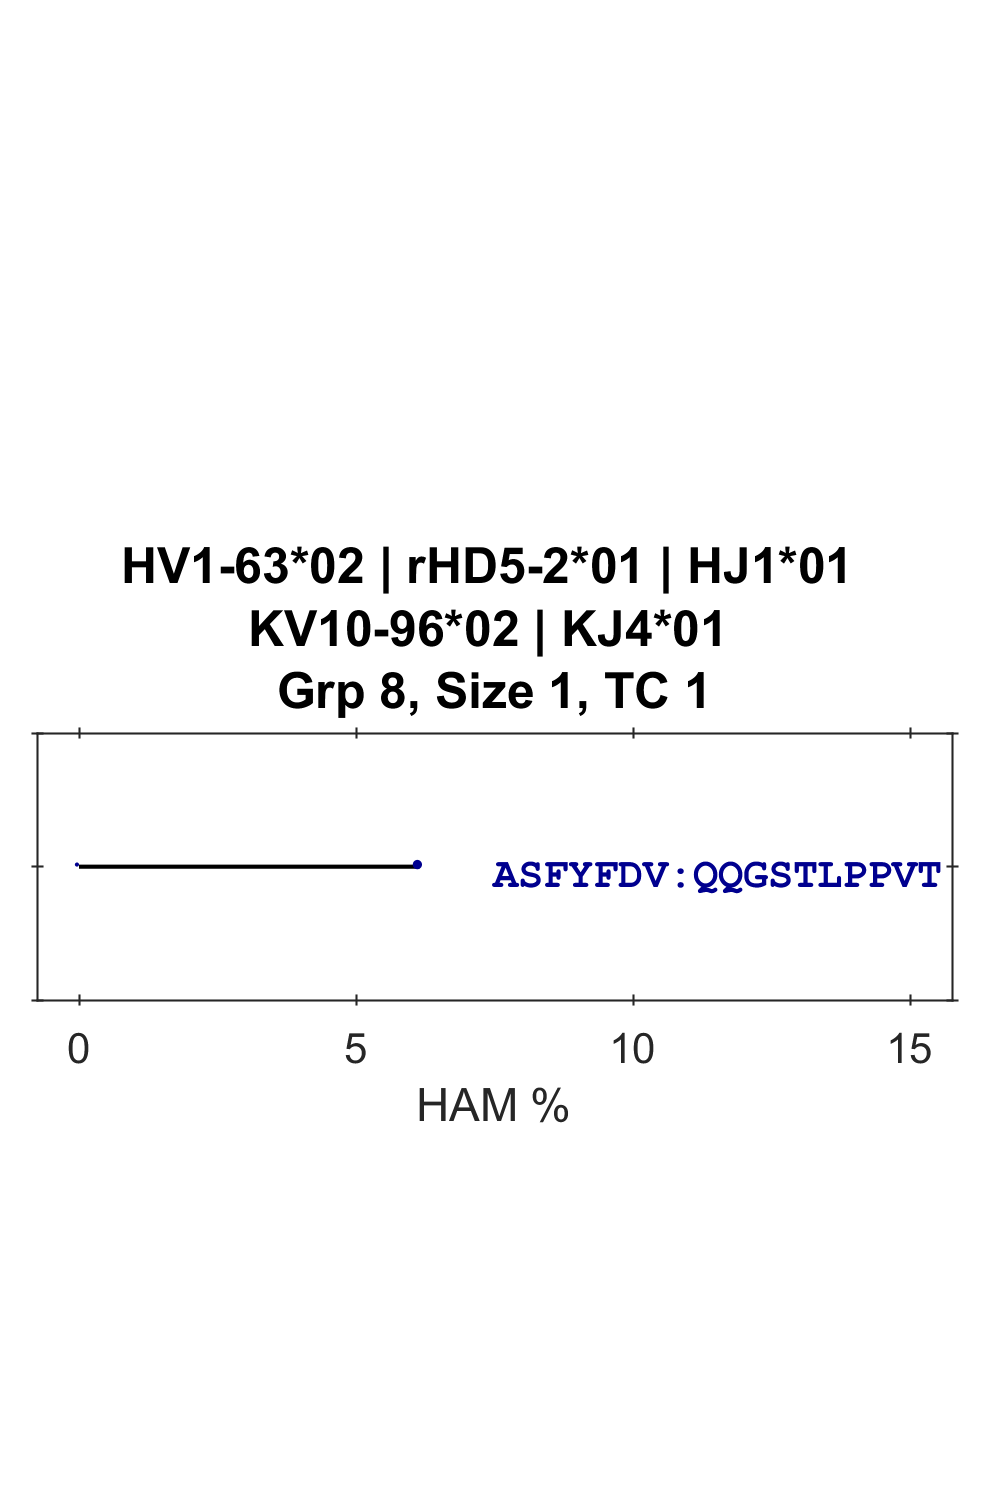 HV1-63*02 | rHD5-2*01 | HJ1*01
KV10-96*02 | KJ4*01
Grp 8, Size 1, TC 1
ASFYFDV:QQGSTLPPVT
0 5 10 15
HAM %